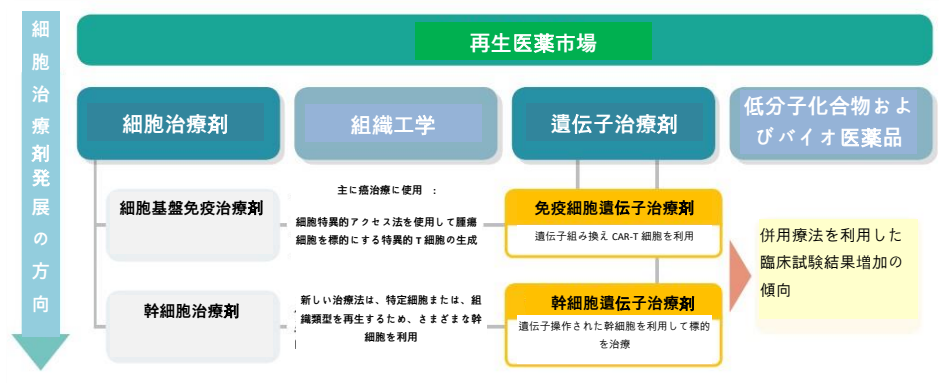 細胞治療剤発展の方向
再生医薬市場
細胞治療剤
組織工学
遺伝子治療剤
低分子化合物およ
びバイオ医薬品
細胞基盤免疫治療剤
主に癌治療に使用 :
細胞特異的アクセス法を使用して腫瘍
細胞を標的にする特異的 T 細胞の生成
免疫細胞遺伝子治療剤
遺伝子組み換え CAR-T 細胞を利用
幹細胞治療剤
新しい治療法は、特定細胞または、組
織類型を再生するため、さまざまな幹
細胞を利用
幹細胞遺伝子治療剤
遺伝子操作された幹細胞を利用して標的
を治療
併用療法を利用した
臨床試験結果増加の
傾向